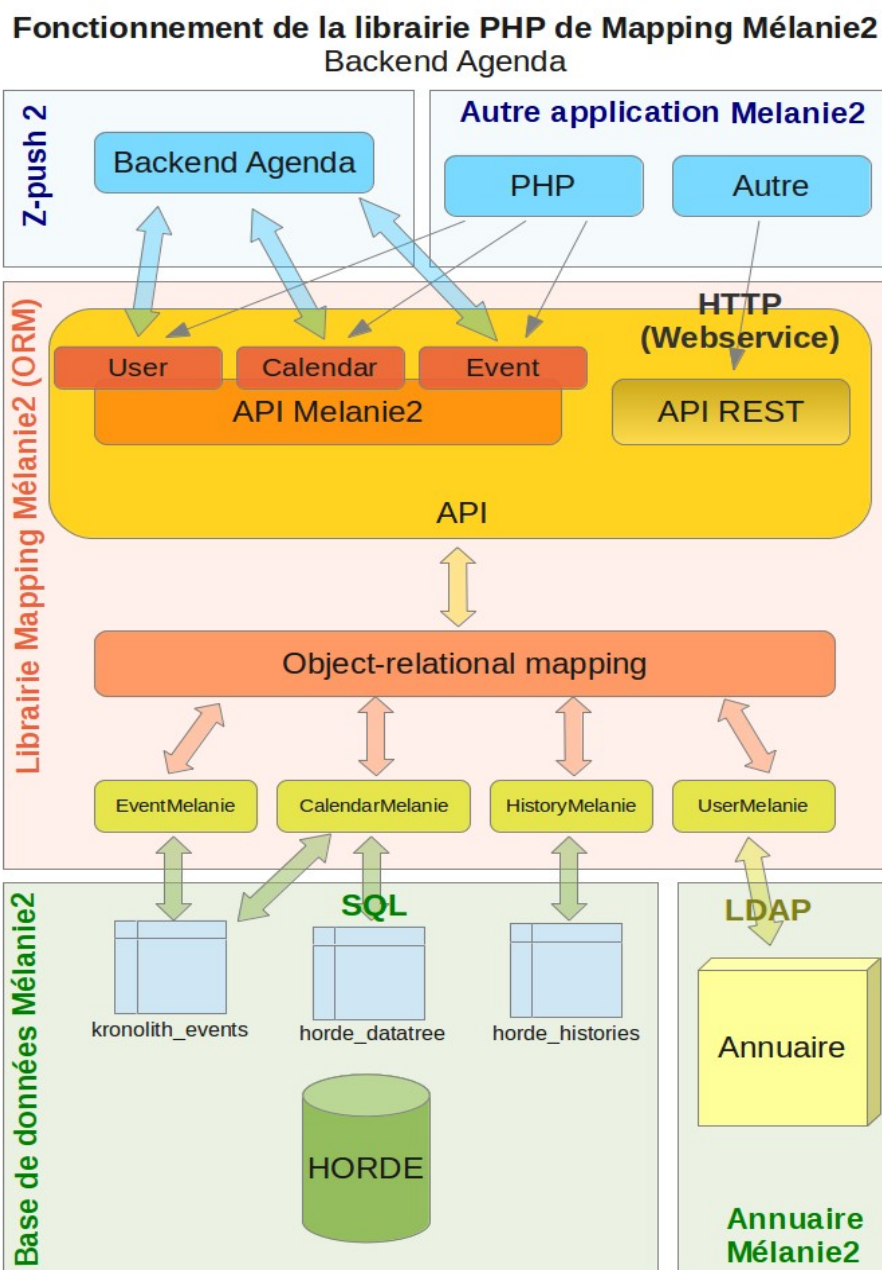 Fonctionnement de la librairie PHP de Mapping Mélanie2
Backend Agenda
Z-push 2
Backend Agenda
Autre application Melanie2
PHP
Autre
Librairie Mapping Mélanie2 (ORM)
HTTP
(Webservice)
User
Calendar
Event
API Melanie2
API REST
API
Object-relational mapping
EventMelanie
CalendarMelanie
HistoryMelanie
UserMelanie
Base de données Mélanie2
SQL
kronolith_events
horde_datatree
horde_histories
HORDE
LDAP
Annuaire
Annuaire
Mélanie2